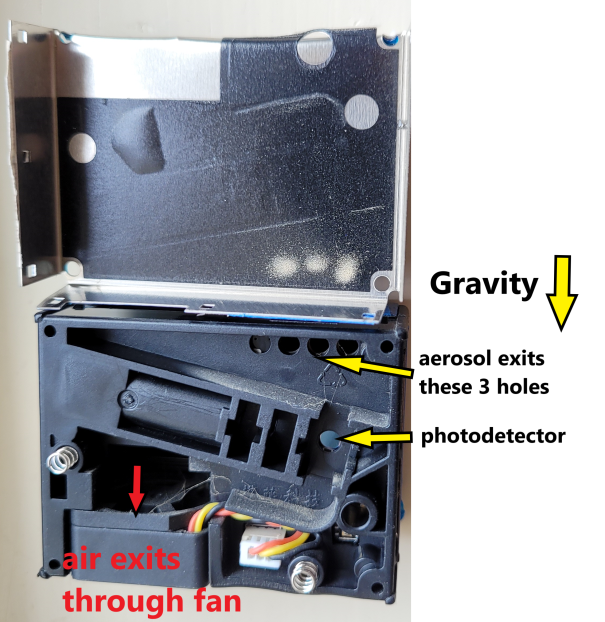 Gravity
aerosol exits
these 3 holes
photodetector
air exits
through fan